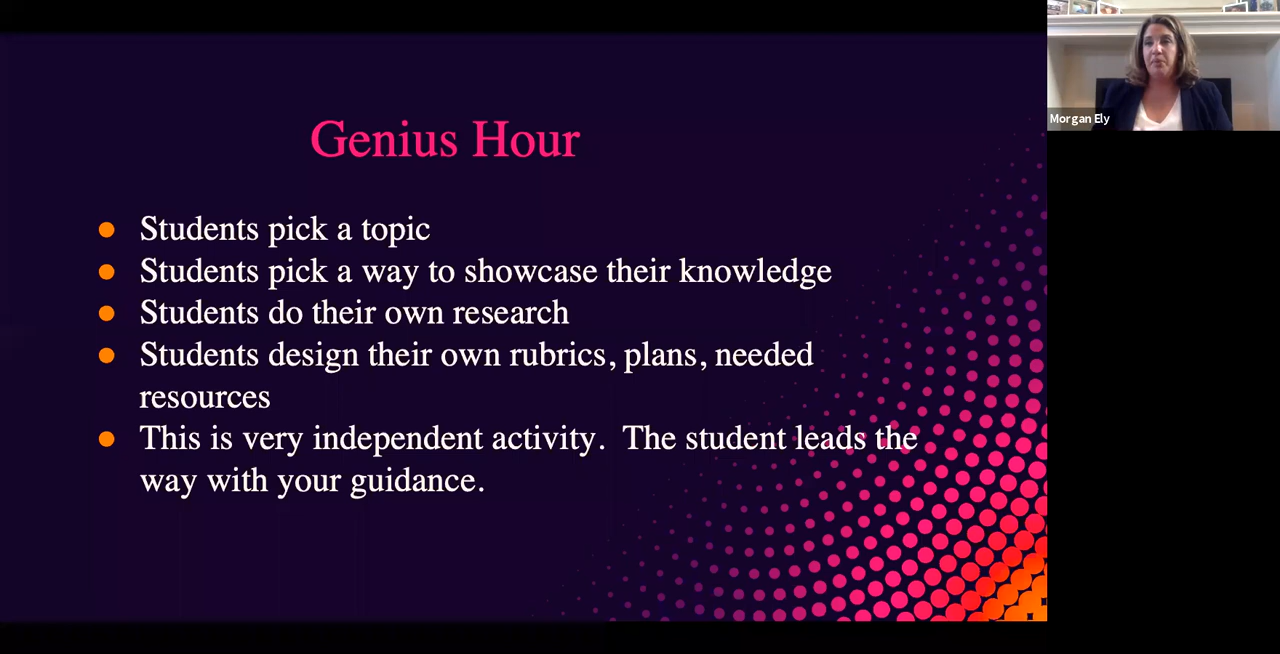 Genius Hour
Students pick a topic
Students pick a way to showcase their knowledge
Students do their own research
Students design their own rubrics, plans, needed
resources
This is very independent activity.  The student leads the
way with your guidance.
Morgan Ely